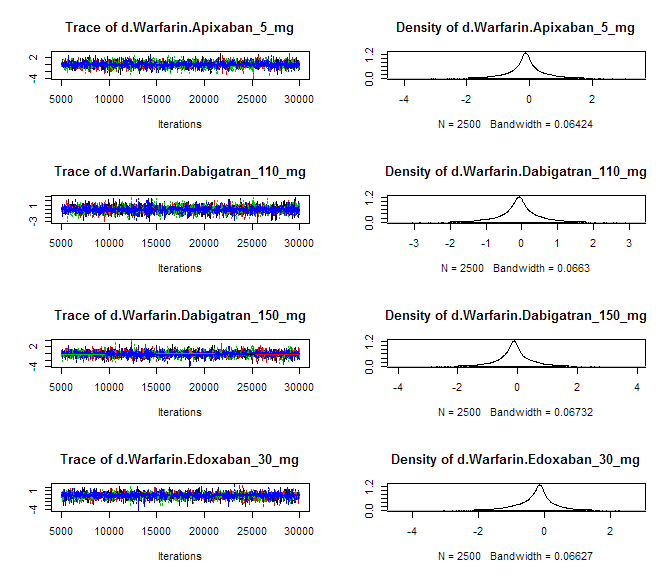 Trace of d.Warfarin.Apixaban_5_mg
2
-4
5000 10000 15000 20000 25000 30000
Iterations
Density of d.Warfarin.Apixaban_5_mg
1.2
0.0
-4 -2 0 2
N = 2500 Bandwidth = 0.06424
Trace of d.Warfarin.Dabigatran_110_mg
1
-3
5000 10000 15000 20000 25000 30000
Iterations
Density of d.Warfarin.Dabigatran_110_mg
1.2
0.0
-3 -2 -1 0 1 2 3
N = 2500 Bandwidth = 0.0663
Trace of d.Warfarin.Dabigatran_150_mg
2
-4
5000 10000 15000 20000 25000 30000
Iterations
Density of d.Warfarin.Dabigatran_150_mg
1.2
0.0
-4 -2 0 2 4
N = 2500 Bandwidth = 0.06732
Trace of d.Warfarin.Edoxaban_30_mg
1
-4
5000 10000 15000 20000 25000 30000
Iterations
Density of d.Warfarin.Edoxaban_30_mg
1.2
0.0
-4 -2 0 2
N = 2500 Bandwidth = 0.06627